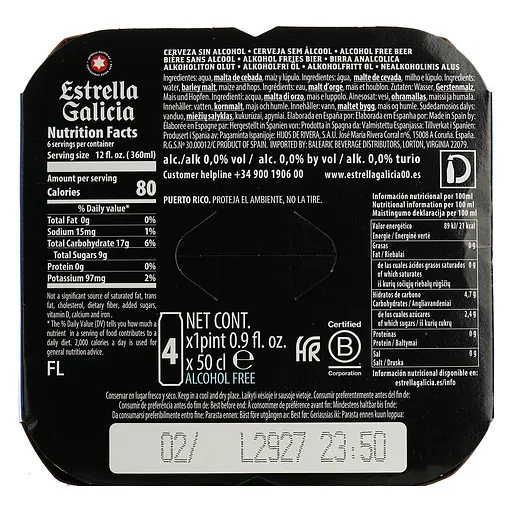 Estrella
Galicia
Nutrition Facts
6 servings per container
Serving size 12 fl. oz. (360ml)
Amount per serving
Calories 80
% Daily value*
Total Fat 0g 0%
Sodium 15mg 1%
Total Carbohydrate 17g 6%
Total Sugars 9g
Protein 0g 0%
Potassium 97mg 2%
Not a significant source of saturated fat, trans
fat, cholesterol, dietary fiber, added sugars,
vitamin D, calcium and iron.
* The % Daily Value (DV) tells you how much a
nutrient in a serving of food contributes to a
daily diet. 2,000 calories a day is used for
general nutrition advice.
FL
CERVEZA SIN ALCOHOL - CERVEJA SEM ÁLCOOL - ALCOHOL FREE BEER
BIERE SANS ALCOOL - ALKOHOL FREIES BIER - BIRRA ANALCOLICA
ALKOHOLITON OLUT - ALKOHOLFRI ÖL - ALKOHOLFRITT ØL - NEALKOHOLINIS ALUS
Ingredientes: agua, malta de cebada, maíz y lúpulo. Ingredientes: água, malte de cevada, milho e lúpulo. Ingredients:
water, barley malt, maize and hops. Ingrédients: eau, malt d'orge, maïs et houblon. Zutaten: Wasser, Gerstenmalz,
Mais und Hopfen. Ingredienti: acqua, malto di orzo, mais e luppolo. Ainesosat: vesi, ohramallas, maissi ja humala.
Innehåller: vatten, kornmalt, majs och humle. Innehåller: vann, maltet bygg, mais og humle. Sudedamosios dalys:
vanduo, miežių salyklas, kukurūzai, apyniai. Elaborada en España por: Elaborada em Espanha por: Made in Spain by:
Elaborée en Espagne par: Hergestellt in Spanien von: Prodotta in Spagna da: Valmistettu Espanjassa: Tillverkat i Spanien:
Produsert i Spania av: Pagaminta Ispanijoje: HIJOS DE RIVERA, S.A.U. José María Rivera Corral nº6, 15008 A Coruña. España.
IMPORTED BY: BALEARIC BEVERAGE DISTRIBUTORS, LORTON, VIRGINIA 22079.
alc./alk 0,0% vol / alc. 0,0% by vol / alk. 0,0% turio
Customer helpline +34 900 1906 00 www.estrellagalicia00.es
PUERTO RICO. PROTEJA EL AMBIENTE, NO LA TIRE.
D
Información nutricional por 100ml
Nutritional information per 100 ml
Maistingumo deklaracija per 100 ml
Valor energético 89 kJ/ 21 kcal
Energie / Energinė vertė
Grasas 0 g
Fat / Riebalai
de las cuales ácidos grasos saturados 0 g
of which saturates
iš kurių sočiųjų riebalų rūgščių
Hidratos de carbono 4,7 g
Carbohydrates / Angliavandeniai
de los cuales azúcares 2,4 g
of which sugars / iš kurių cukrų
Proteínas 0 g
Protein / Baltymai
Sal 0 g
Salt / Druska
Información nutricional disponible en:
estrellagalicia.es/info
4
NET CONT.
x1pint 0.9 fl. oz.
x 50 cl e
ALCOHOL FREE
Certified
B
Corporation
Conservar en lugar fresco y seco. Keep in a cool and dry place. Laikyti vėsioje ir sausoje vietoje. Consumir preferentemente antes del fin de:
Consumir de preferência antes do fim de: Best before end: A consommer de préférence avant fin: Mindestens haltbar bis Ende:
Da consumarsi preferibilmente entro fine: Parasta ennen: Bäst före utgången av: Best før: Geriausias iki: Parasta ennen kuun loppua:
02/ L2927 23:50